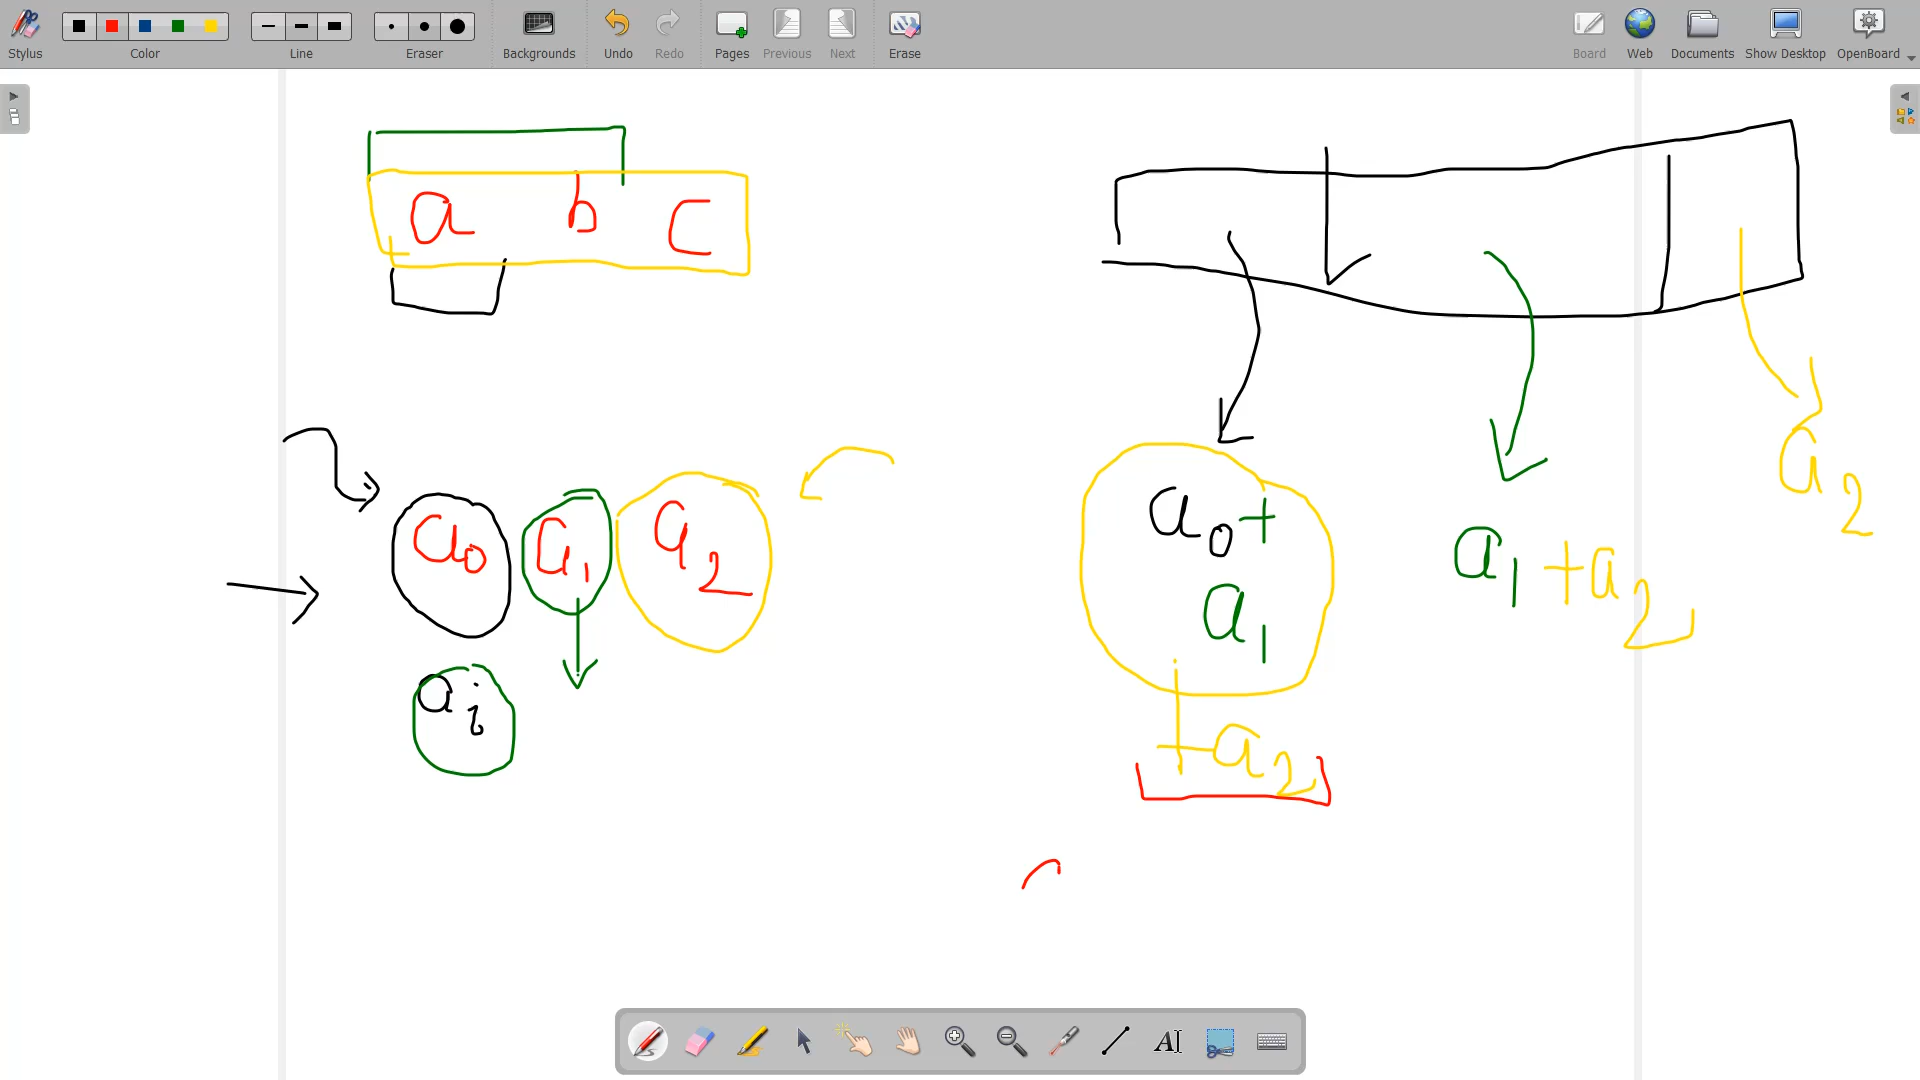 Stylus Color Line Eraser Backgrounds Undo Redo Pages Previous Next Erase Board Web Documents Show Desktop OpenBoard
a b c
a0 a1 a2
ai
a0 +
a1
+ a2
a1 + a2
a2